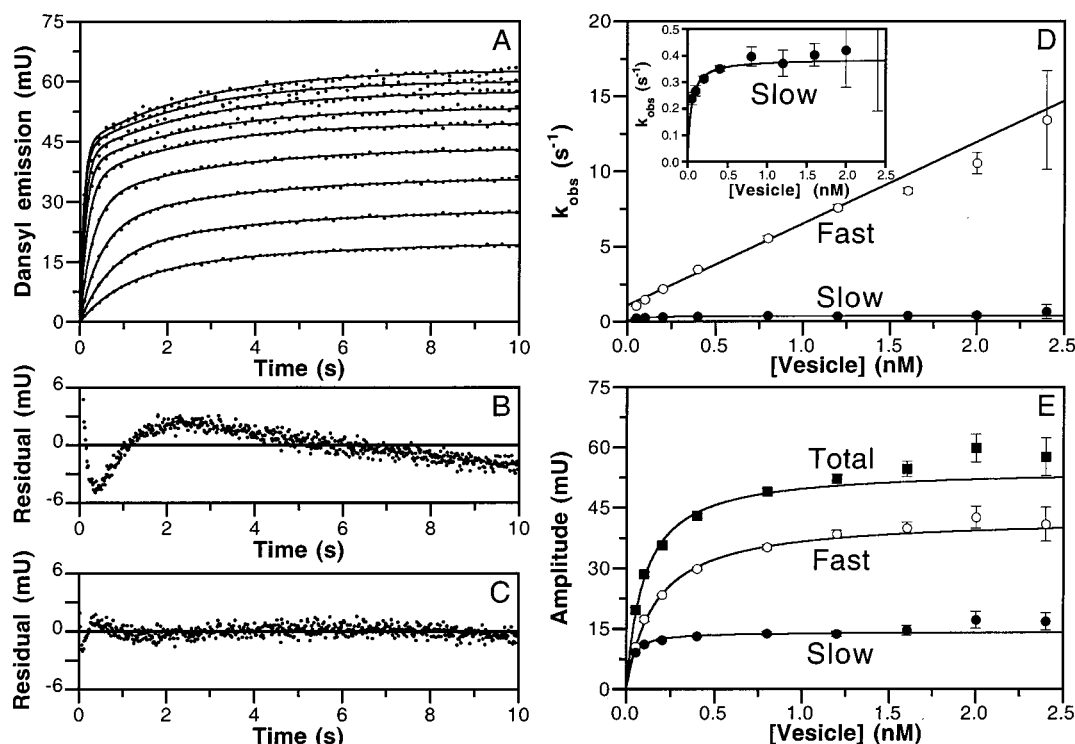 A
Dansyl emission (mU)
75
60
45
30
15
0
0
2
4
6
8
10
Time (s)
B
Residual (mU)
6
0
-6
0
2
4
6
8
10
Time (s)
C
Residual (mU)
6
0
-6
0
2
4
6
8
10
Time (s)
D
kobs (s-1)
20
15
10
5
0
0.0
0.5
1.0
1.5
2.0
2.5
[Vesicle] (nM)
Fast
Slow
kobs (s-1)
0.5
0.4
0.3
0.2
0.1
0.0
0.0
0.5
1.0
1.5
2.0
2.5
[Vesicle] (nM)
Slow
E
Amplitude (mU)
75
60
45
30
15
0
0.0
0.5
1.0
1.5
2.0
2.5
[Vesicle] (nM)
Total
Fast
Slow